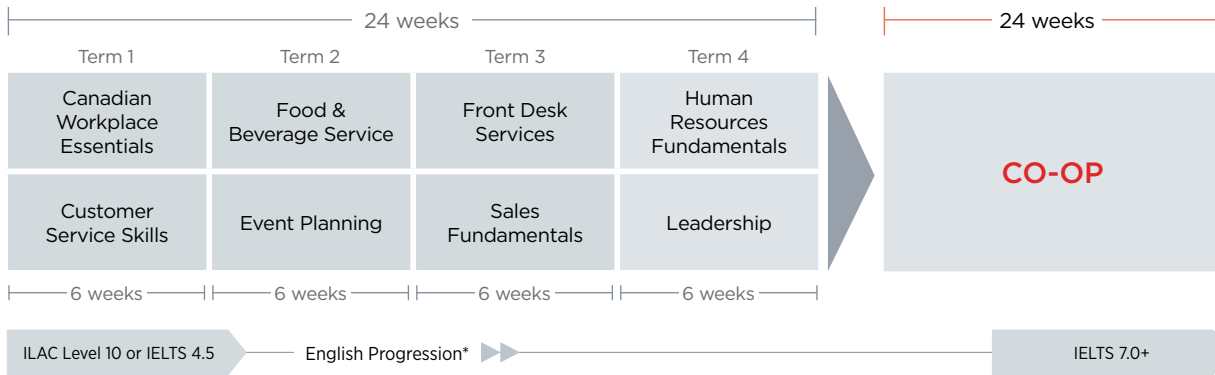 24 weeks
24 weeks
Term 1
Term 2
Term 3
Term 4
Canadian
Workplace
Essentials
Food &
Beverage Service
Front Desk
Services
Human
Resources
Fundamentals
CO-OP
Customer
Service Skills
Event Planning
Sales
Fundamentals
Leadership
6 weeks
6 weeks
6 weeks
6 weeks
ILAC Level 10 or IELTS 4.5
English Progression*
IELTS 7.0+